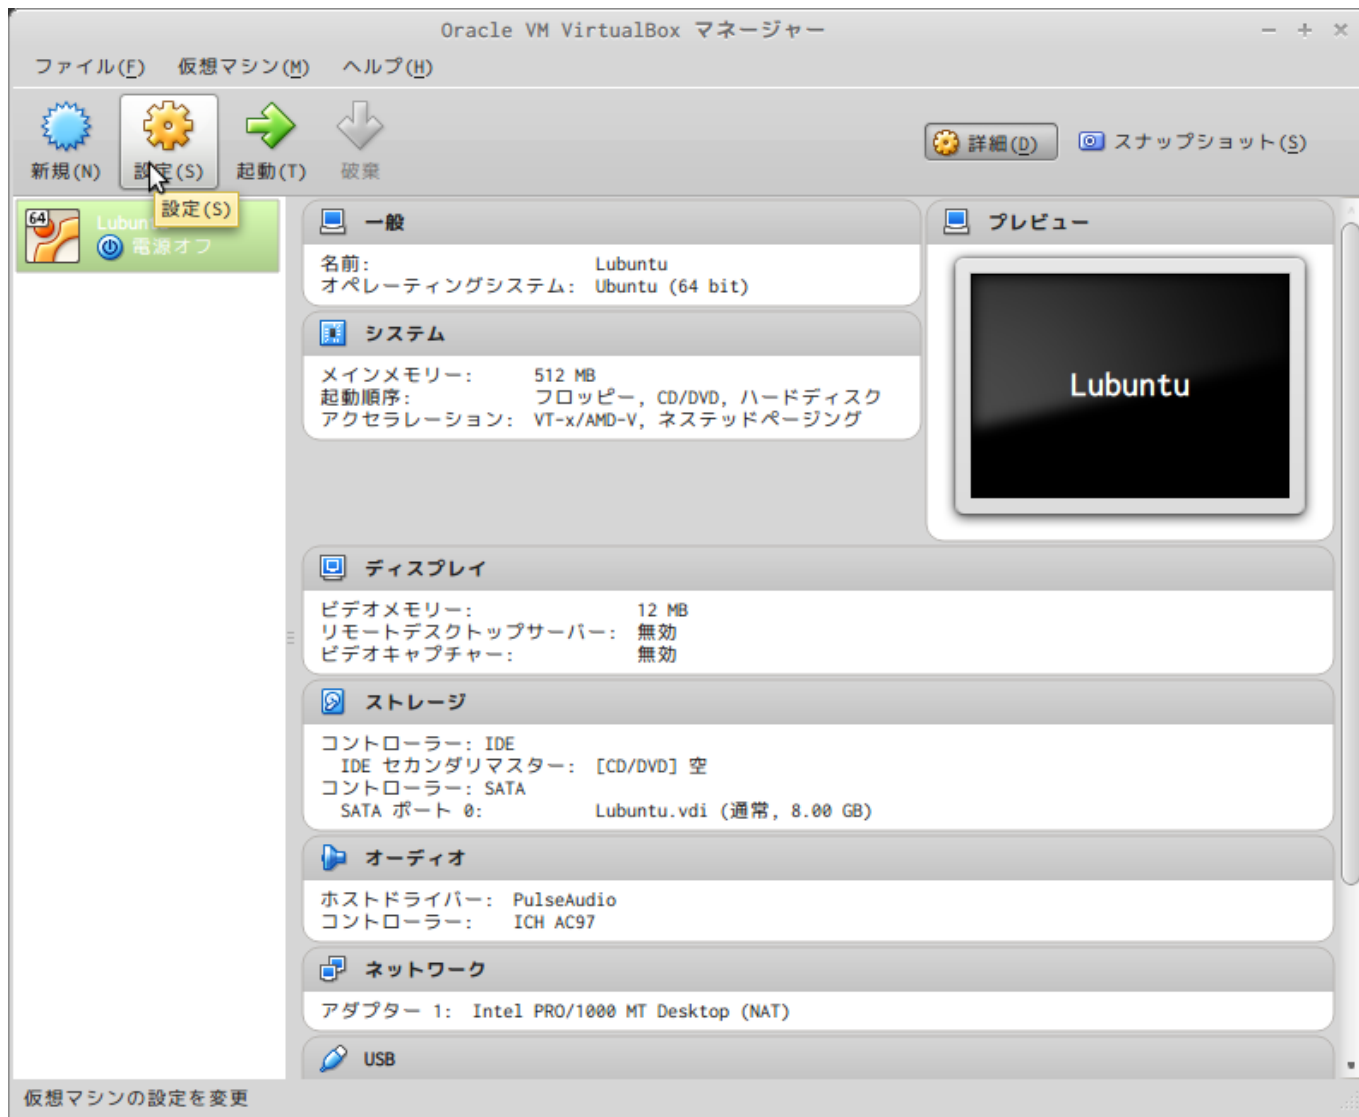 Oracle VM VirtualBox マネージャー
ファイル(F) 仮想マシン(M) ヘルプ(H)
新規(N) 設定(S) 起動(T) 破棄
詳細(D) スナップショット(S)
設定(S)
64
電源オフ
一般
名前: Lubuntu
オペレーティングシステム: Ubuntu (64 bit)
プレビュー
Lubuntu
システム
メインメモリー: 512 MB
起動順序: フロッピー, CD/DVD, ハードディスク
アクセラレーション: VT-x/AMD-V, ネステッドページング
ディスプレイ
ビデオメモリー: 12 MB
リモートデスクトップサーバー: 無効
ビデオキャプチャー: 無効
ストレージ
コントローラー: IDE
IDE セカンダリマスター: [CD/DVD] 空
コントローラー: SATA
SATA ポート 0: Lubuntu.vdi (通常, 8.00 GB)
オーディオ
ホストドライバー: PulseAudio
コントローラー: ICH AC97
ネットワーク
アダプター 1: Intel PRO/1000 MT Desktop (NAT)
USB
仮想マシンの設定を変更